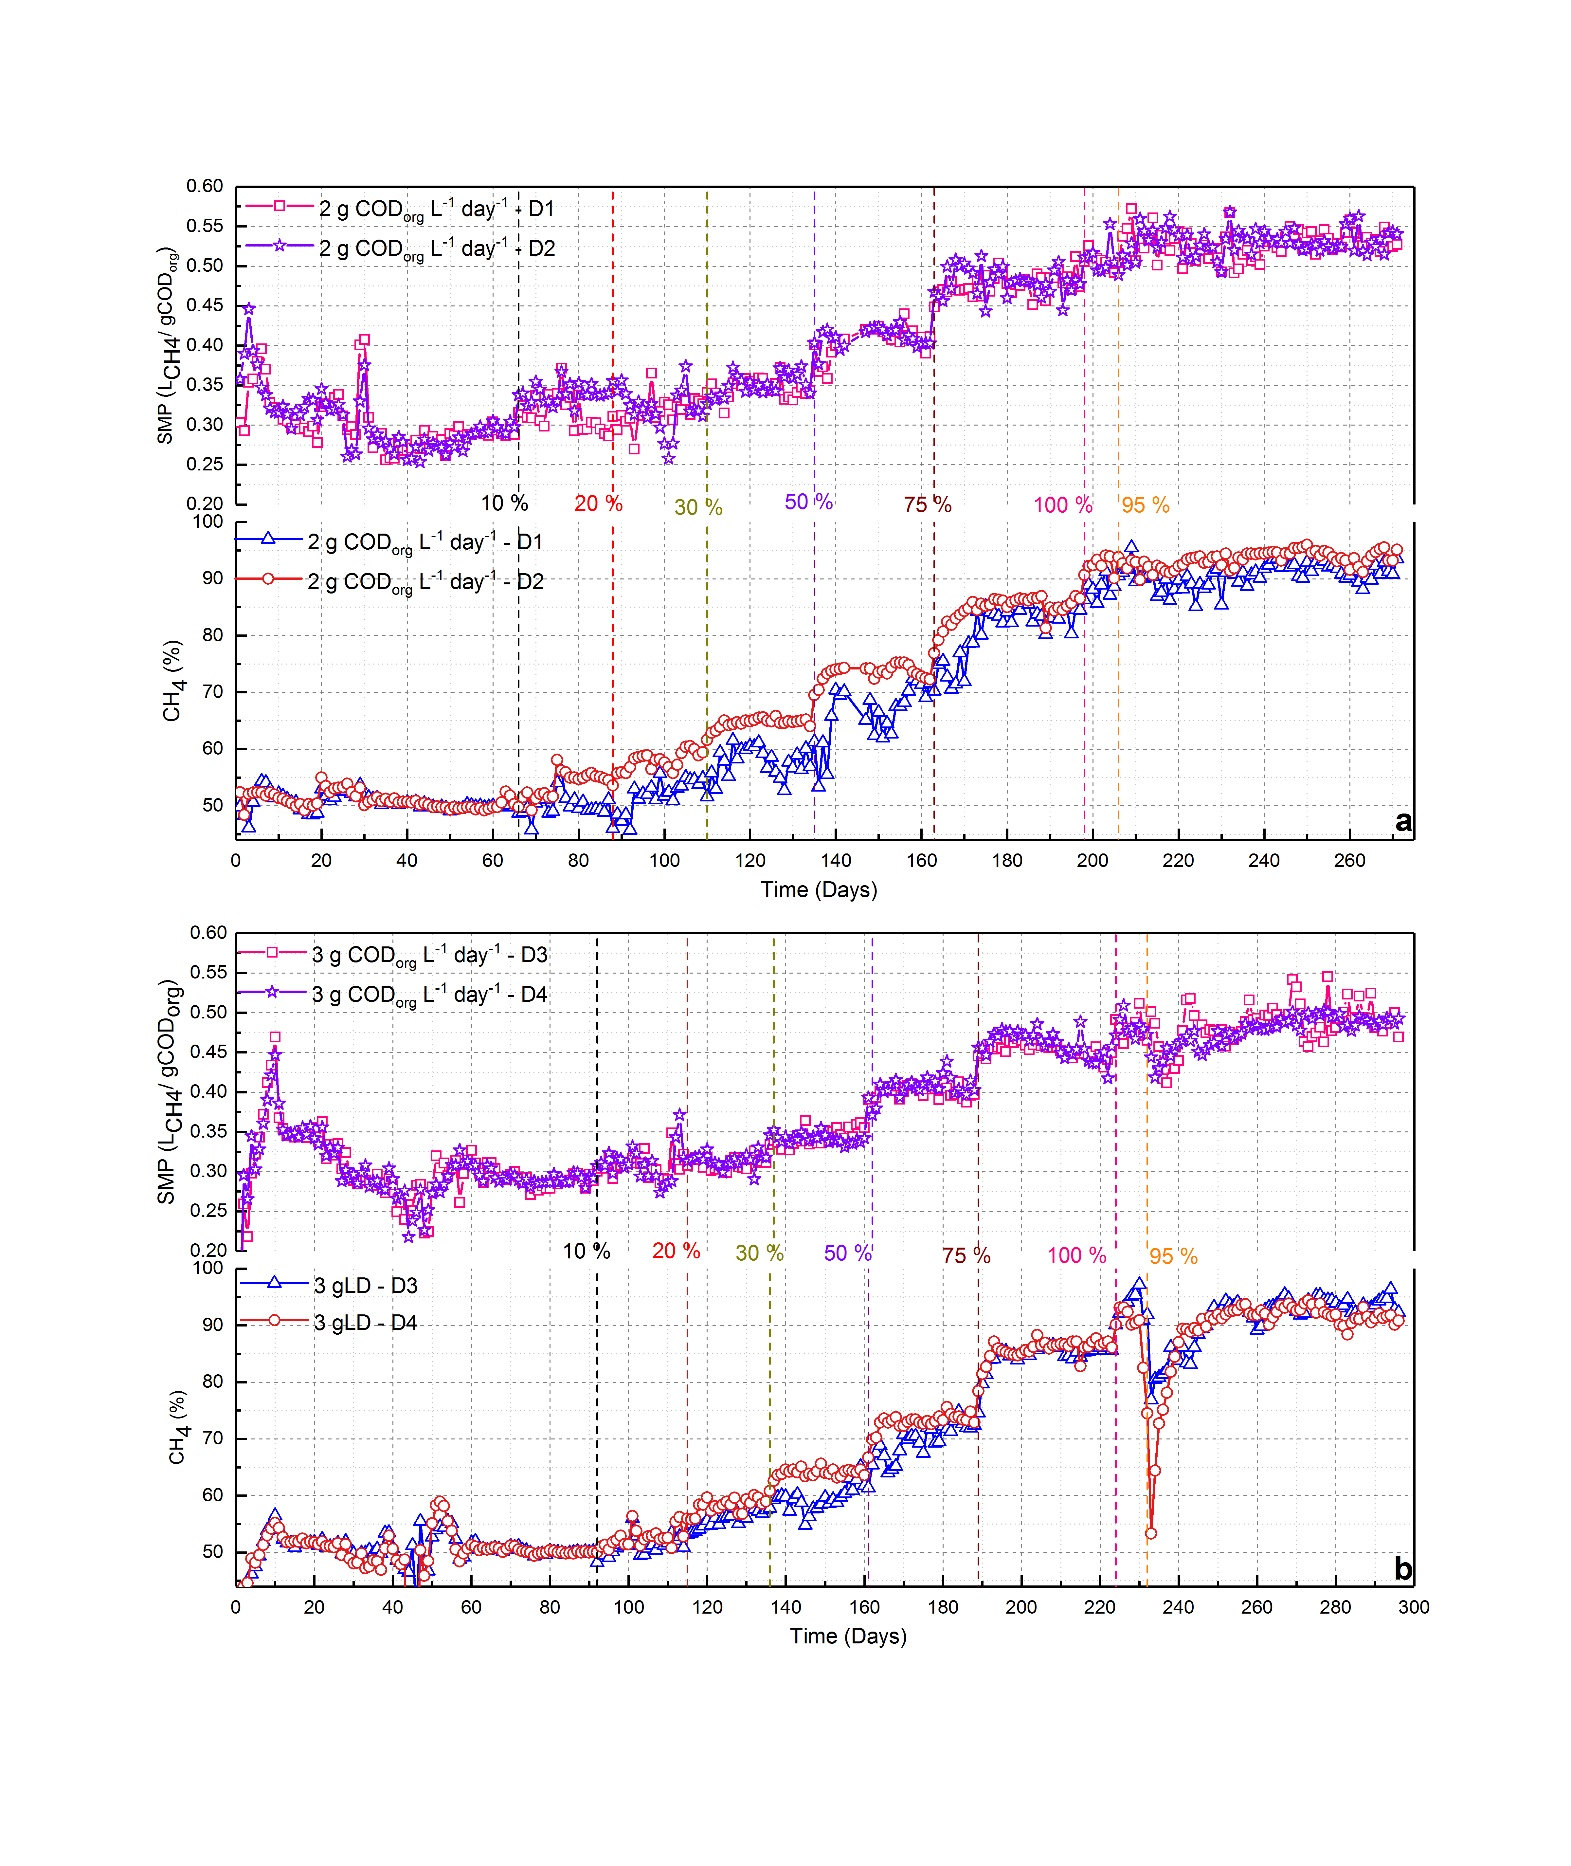 0.60
0.55
0.50
0.45
0.40
0.35
0.30
0.25
0.20
SMP (LCH4/ gCODorg)
2 g CODorg L-1 day-1 - D1
2 g CODorg L-1 day-1 - D2
10 %
20 %
30 %
50 %
75 %
100 %
95 %
100
90
80
70
60
50
CH4 (%)
2 g CODorg L-1 day-1 - D1
2 g CODorg L-1 day-1 - D2
a
0 20 40 60 80 100 120 140 160 180 200 220 240 260
Time (Days)
0.60
0.55
0.50
0.45
0.40
0.35
0.30
0.25
0.20
SMP (LCH4/ gCODorg)
3 g CODorg L-1 day-1 - D3
3 g CODorg L-1 day-1 - D4
10 %
20 %
30 %
50 %
75 %
100 %
95 %
100
90
80
70
60
50
CH4 (%)
3 gLD - D3
3 gLD - D4
b
0 20 40 60 80 100 120 140 160 180 200 220 240 260 280 300
Time (Days)